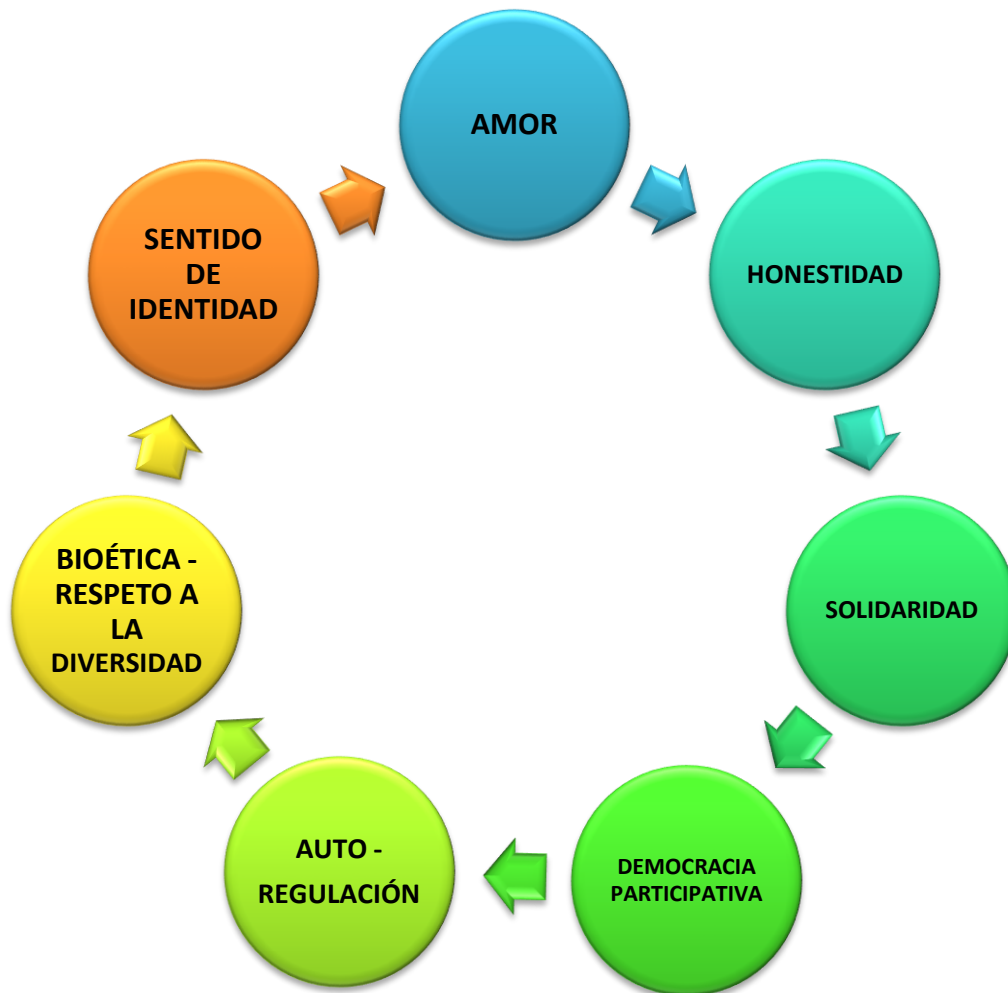 AMOR
HONESTIDAD
SOLIDARIDAD
DEMOCRACIA
PARTICIPATIVA
AUTO -
REGULACIÓN
BIOÉTICA -
RESPETO A
LA
DIVERSIDAD
SENTIDO
DE
IDENTIDAD